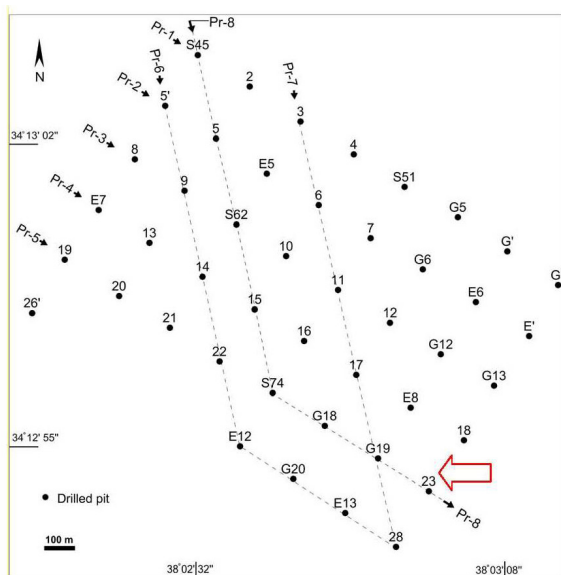 Pr-8
Pr-1
S45
Pr-6
Pr-7
2
Pr-2
5'
3
N
34°13'02"
5
4
Pr-3
8
E5
S51
9
6
Pr-4
E7
G5
S62
7
13
G'
Pr-5
19
10
G6
14
G
20
11
E6
26'
15
21
12
E'
16
22
G12
17
G13
S74
E8
G18
34°12'55"
E12
18
G19
G20
23
Drilled pit
E13
Pr-8
28
100 m
38°02'32"
38°03'08"